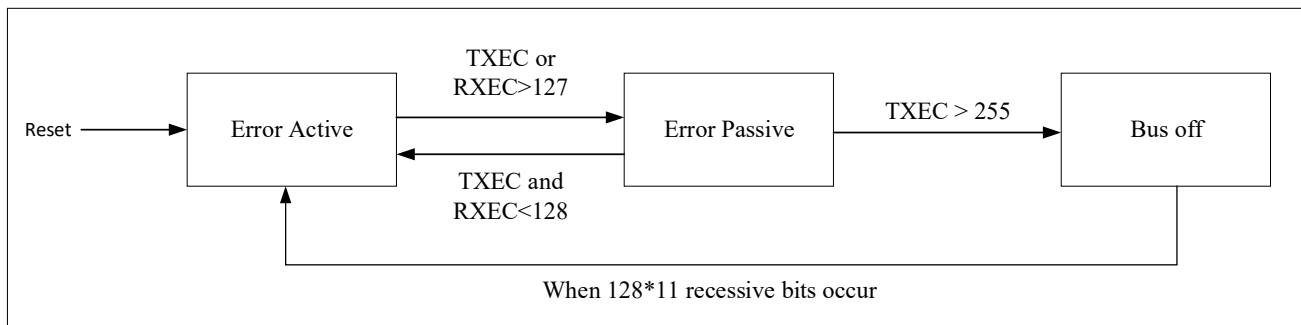 Reset
Error Active
TXEC or
RXEC>127
TXEC and
RXEC<128
Error Passive
TXEC > 255
Bus off
When 128*11 recessive bits occur